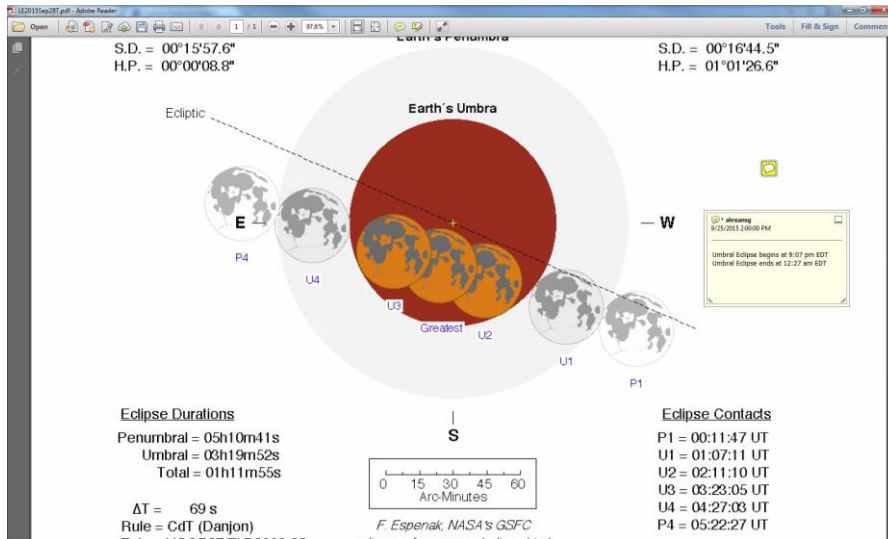 LE2015Sep28T.pdf - Adobe Reader
Open
1 / 1
97.6%
Tools
Fill & Sign
Comment
S.D. = 00°15'57.6"
H.P. = 00°00'08.8"
Earth's Penumbra
S.D. = 00°16'44.5"
H.P. = 01°01'26.6"
Earth's Umbra
Ecliptic
E
W
P4
U4
U3
Greatest
U2
U1
P1
alexamg
9/25/2015 2:00:00 PM
Umbral Eclipse begins at 9:07 pm EDT
Umbral Eclipse ends at 12:27 am EDT
Eclipse Durations
Penumbral = 05h10m41s
Umbral = 03h19m52s
Total = 01h11m55s
ΔT = 69 s
Rule = CdT (Danjon)
S
0 15 30 45 60
Arc-Minutes
F. Espenak, NASA's GSFC
Eclipse Contacts
P1 = 00:11:47 UT
U1 = 01:07:11 UT
U2 = 02:11:10 UT
U3 = 03:23:05 UT
U4 = 04:27:03 UT
P4 = 05:22:27 UT